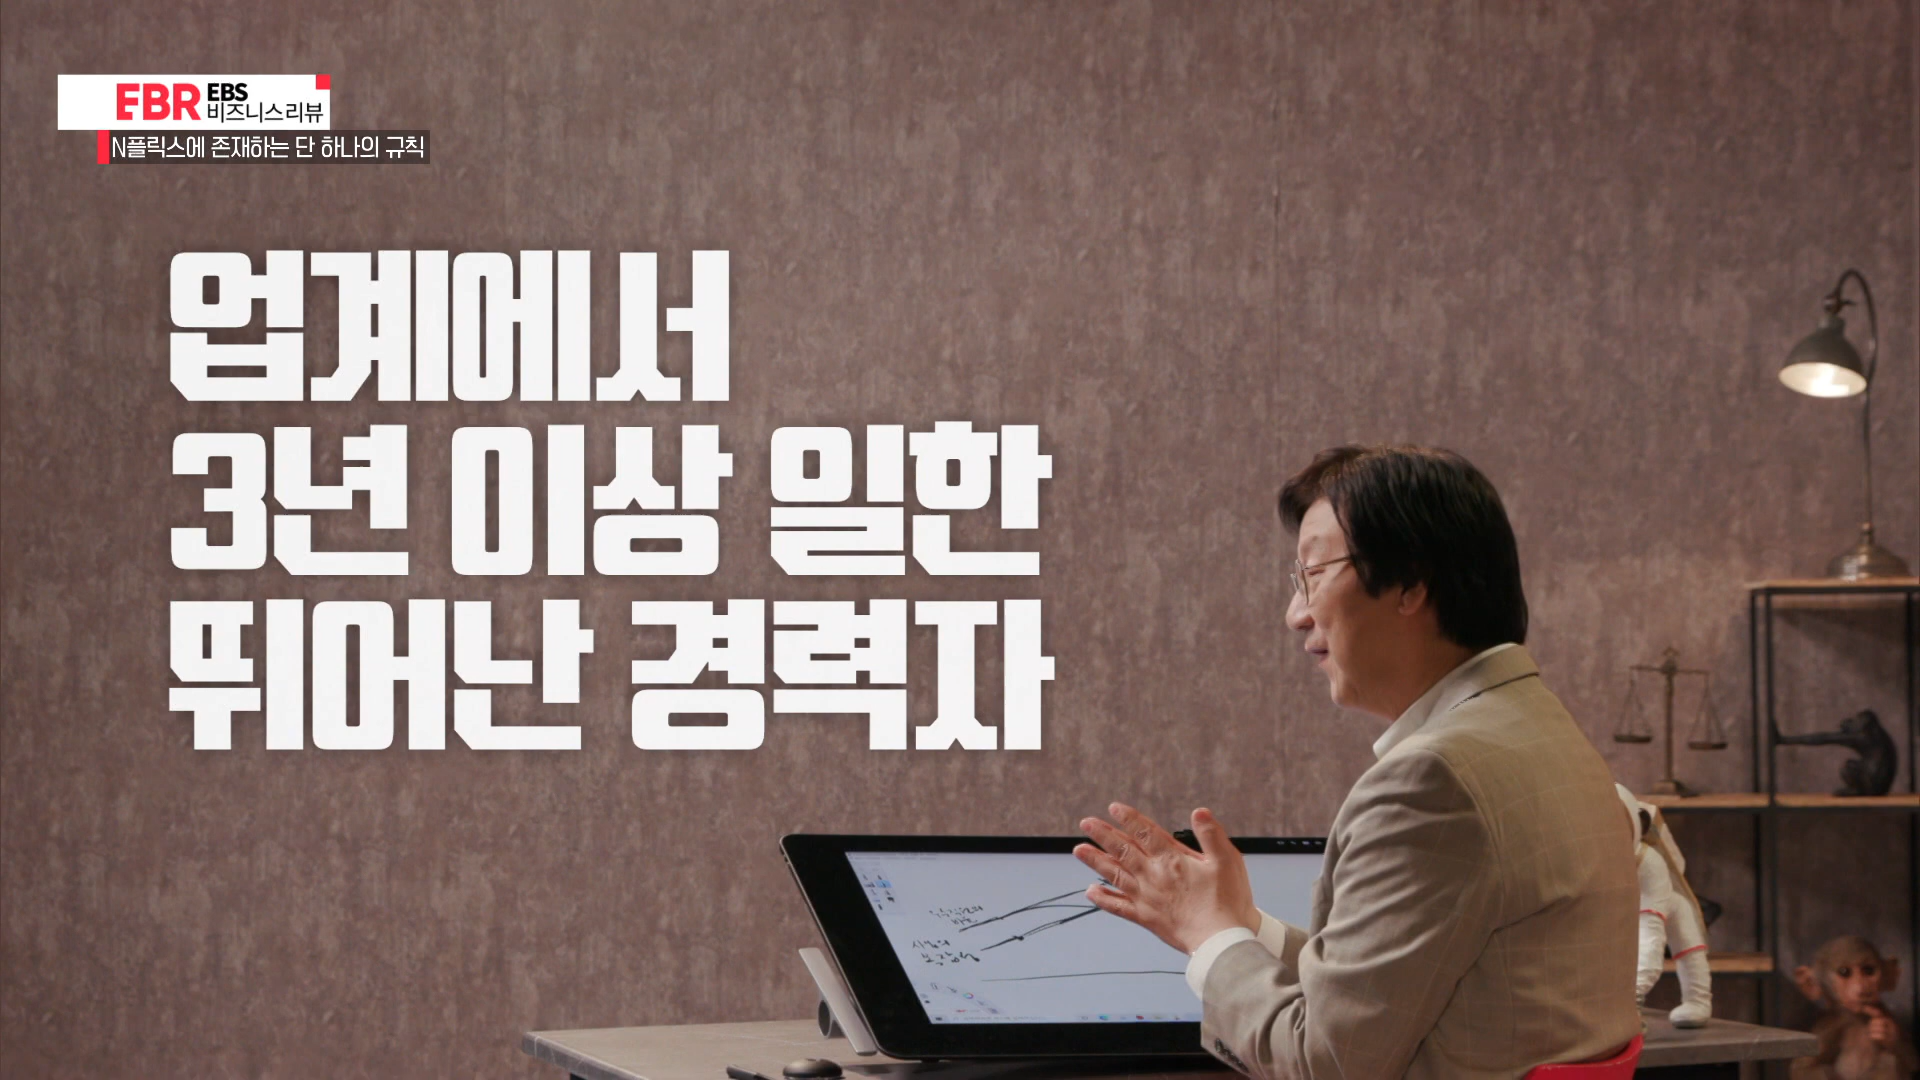 EBR EBS
비즈니스리뷰
N플릭스에 존재하는 단 하나의 규칙
업계에서
3년 이상 일한
뛰어난 경력자